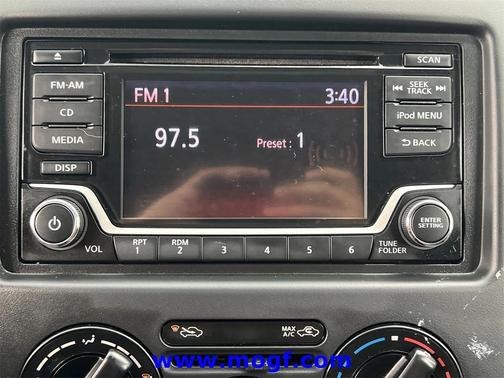 SCAN
FM·AM
CD
MEDIA
DISP
FM 1 3:40
97.5 Preset : 1
SEEK
TRACK
iPod MENU
BACK
ENTER
SETTING
VOL
RPT
1
RDM
2
3
4
5
6
TUNE
FOLDER
MAX
A/C
www.mogf.com